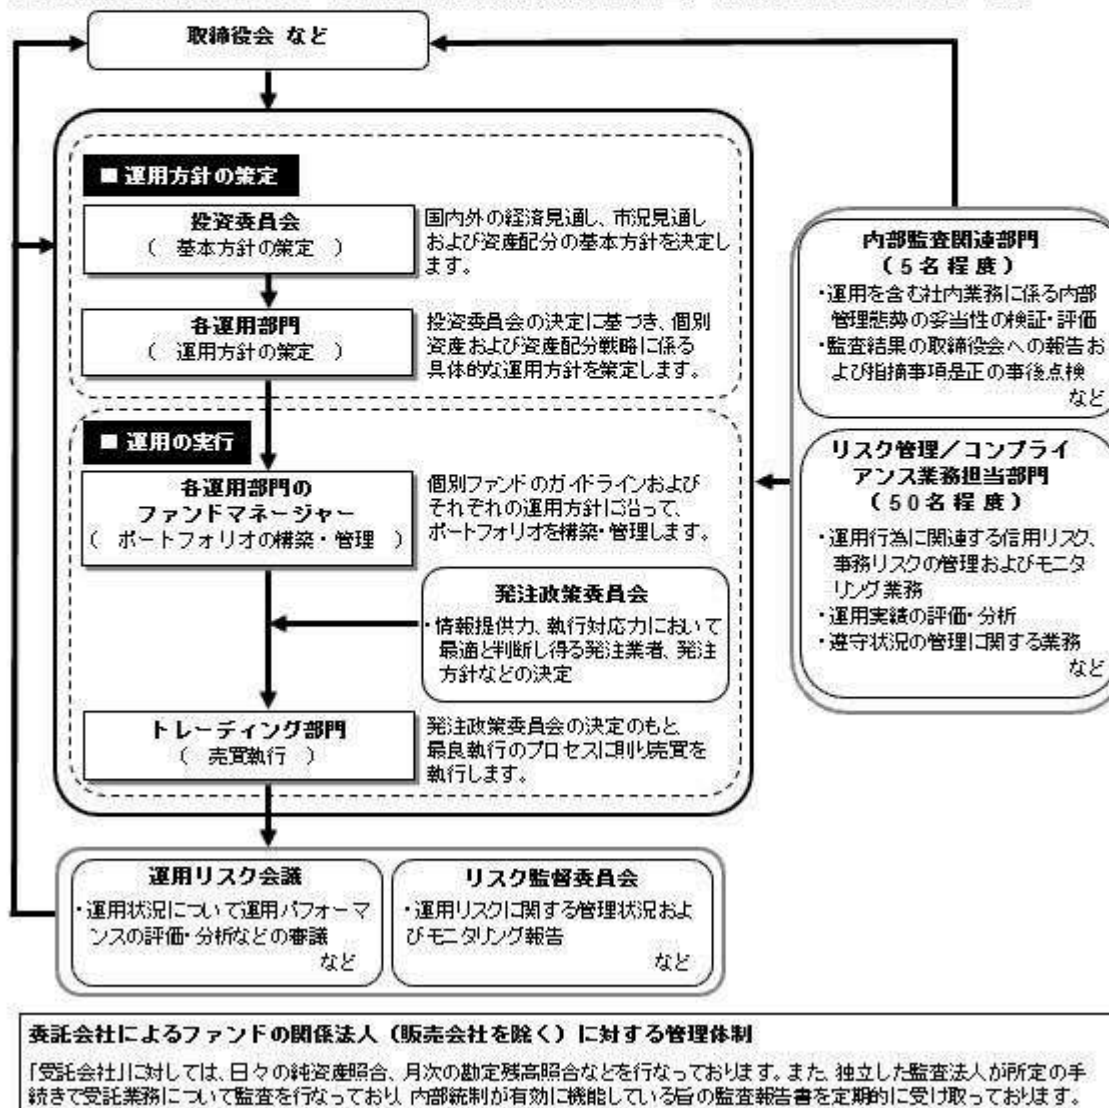 取締役会 など
■ 運用方針の策定
投資委員会
( 基本方針の策定 )
国内外の経済見通し、市況見通し
および資産配分の基本方針を決定し
ます。
各運用部門
( 運用方針の策定 )
投資委員会の決定に基づき、個別
資産および資産配分戦略に係る
具体的な運用方針を策定します。
■ 運用の実行
各運用部門の
ファンドマネージャー
( ポートフォリオの構築・管理 )
個別ファンドのガイドラインおよび
それぞれの運用方針に沿って、
ポートフォリオを構築・管理します。
発注政策委員会
・情報提供力、執行対応力において
最適と判断し得る発注業者、発注
方針などの決定
トレーディング部門
( 売買執行 )
発注政策委員会の決定のもと、
最良執行のプロセスに則り売買を
執行します。
内部監査関連部門
(5名程度)
・運用を含む社内業務に係る内部
管理態勢の妥当性の検証・評価
・監査結果の取締役会への報告お
よび指摘事項是正の事後点検
など
リスク管理/コンプライ
アンス業務担当部門
(50名程度)
・運用行為に関連する信用リスク、
事務リスクの管理およびモニタ
リング業務
・運用実績の評価・分析
・遵守状況の管理に関する業務
など
運用リスク会議
・運用状況について運用パフォーマ
ンスの評価・分析などの審議
など
リスク監督委員会
・運用リスクに関する管理状況およ
びモニタリング報告
など
委託会社によるファンドの関係法人(販売会社を除く)に対する管理体制
「受託会社」に対しては、日々の純資産照合、月次の勘定残高照合などを行なっております。また、独立した監査法人が所定の手
続きで受託業務について監査を行なっており、内部統制が有効に機能している旨の監査報告書を定期的に受け取っております。